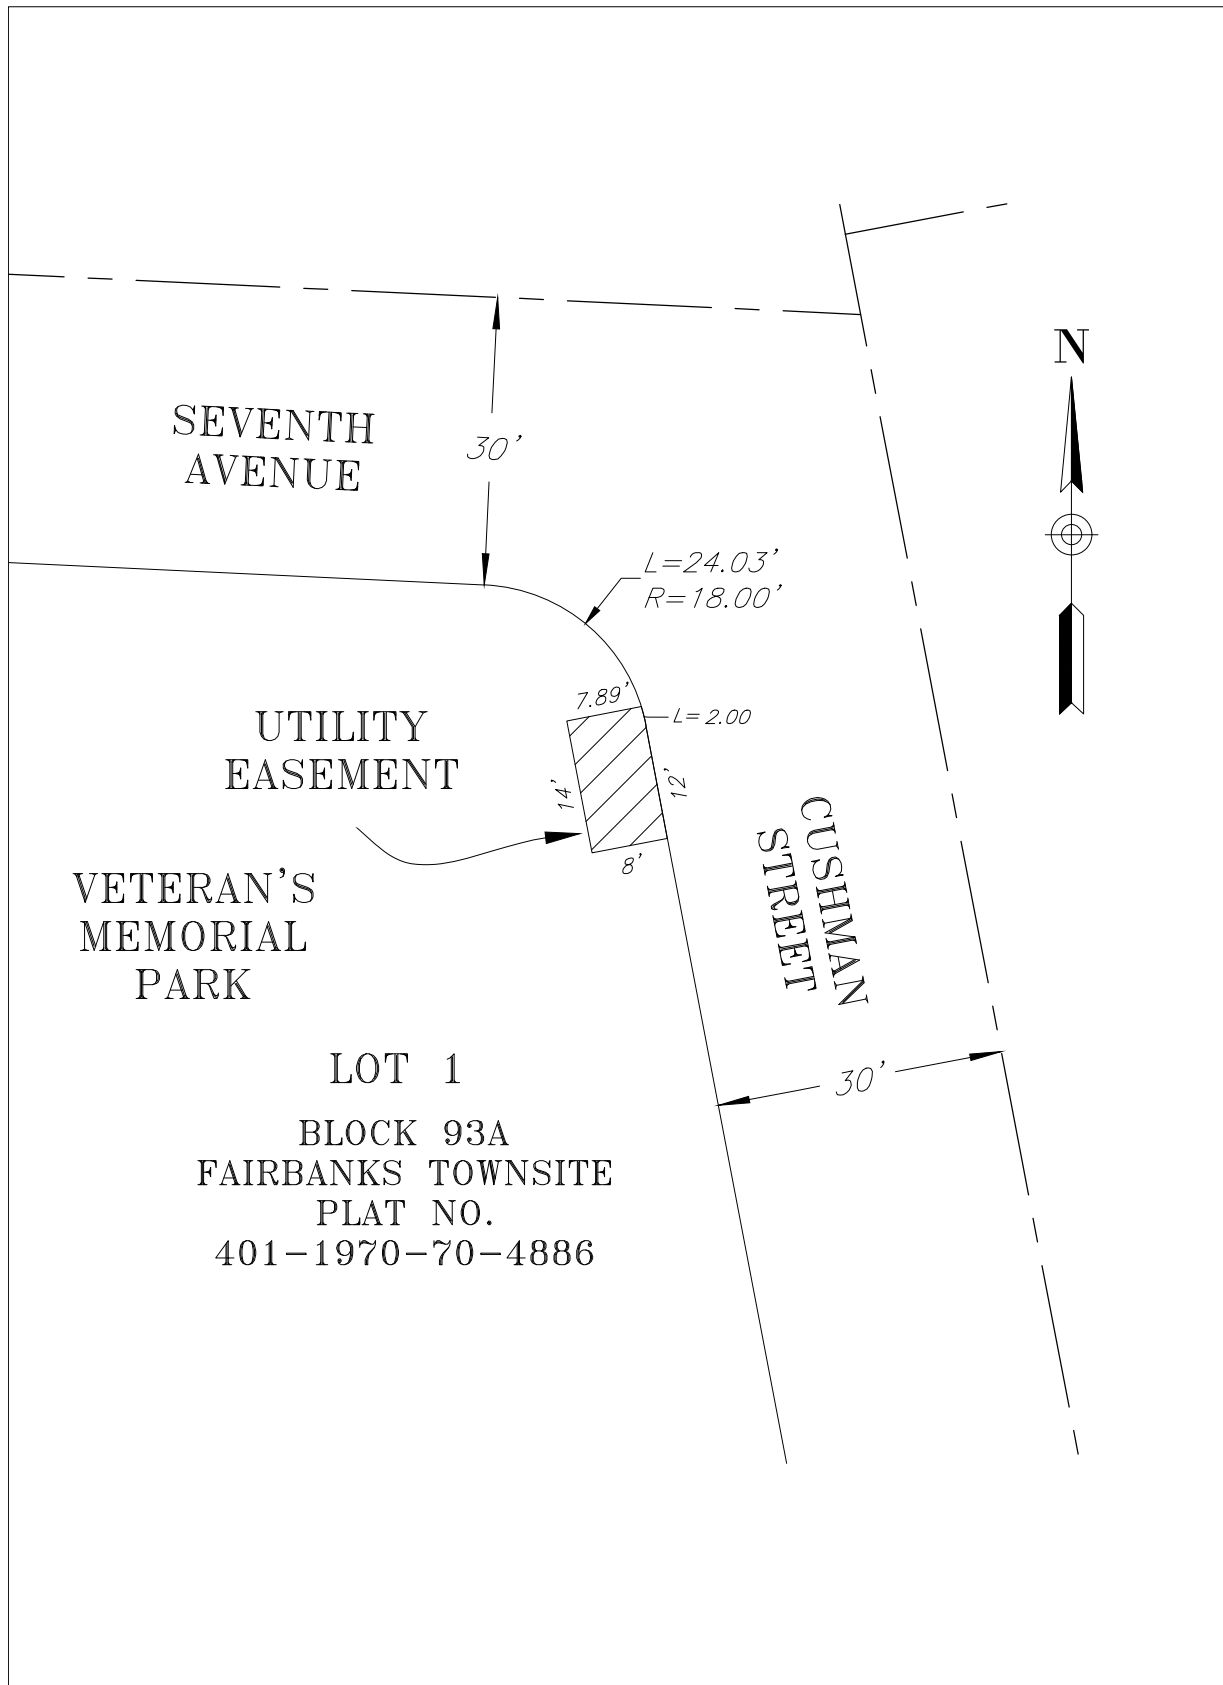 N
SEVENTH
AVENUE
30'
L=24.03'
R=18.00'
7.89'
L=2.00
UTILITY
EASEMENT
14'
12'
8'
CUSHMAN
STREET
VETERAN'S
MEMORIAL
PARK
30'
LOT 1
BLOCK 93A
FAIRBANKS TOWNSITE
PLAT NO.
401-1970-70-4886